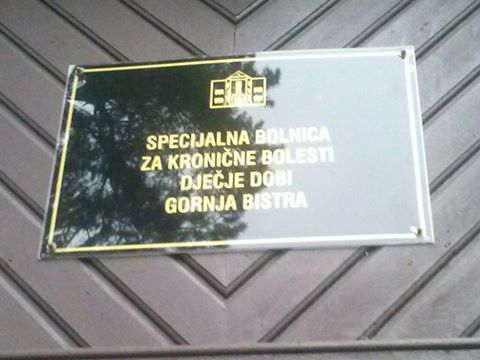 SPECIJALNA BOLNICA
ZA KRONIČNE BOLESTI
DJEČJE DOBI
GORNJA BISTRA